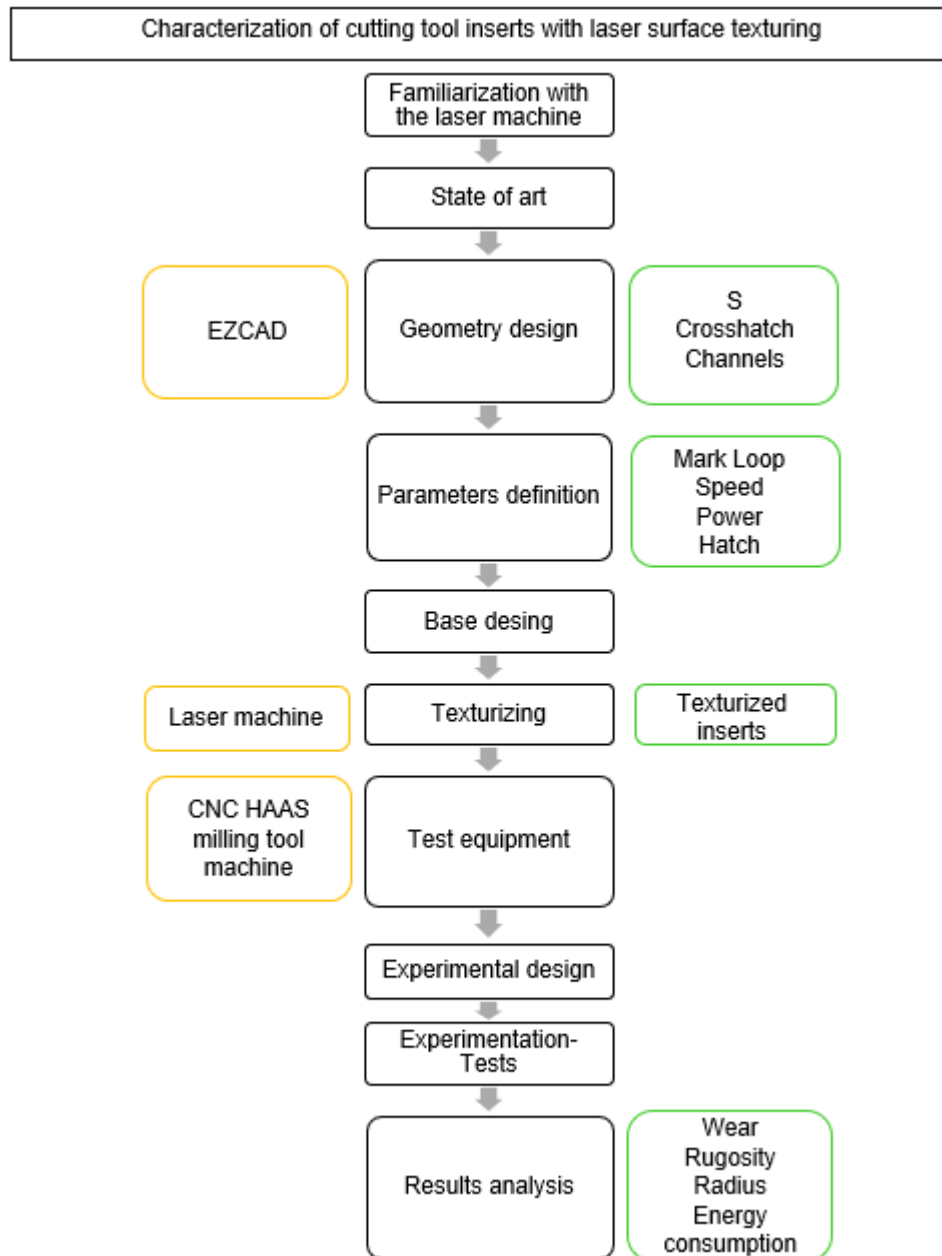 Characterization of cutting tool inserts with laser surface texturing
Familiarization with
the laser machine
State of art
EZCAD
Geometry design
S
Crosshatch
Channels
Parameters definition
Mark Loop
Speed
Power
Hatch
Base desing
Laser machine
Texturizing
Texturized
inserts
CNC HAAS
milling tool
machine
Test equipment
Experimental design
Experimentation-
Tests
Results analysis
Wear
Rugosity
Radius
Energy
consumption